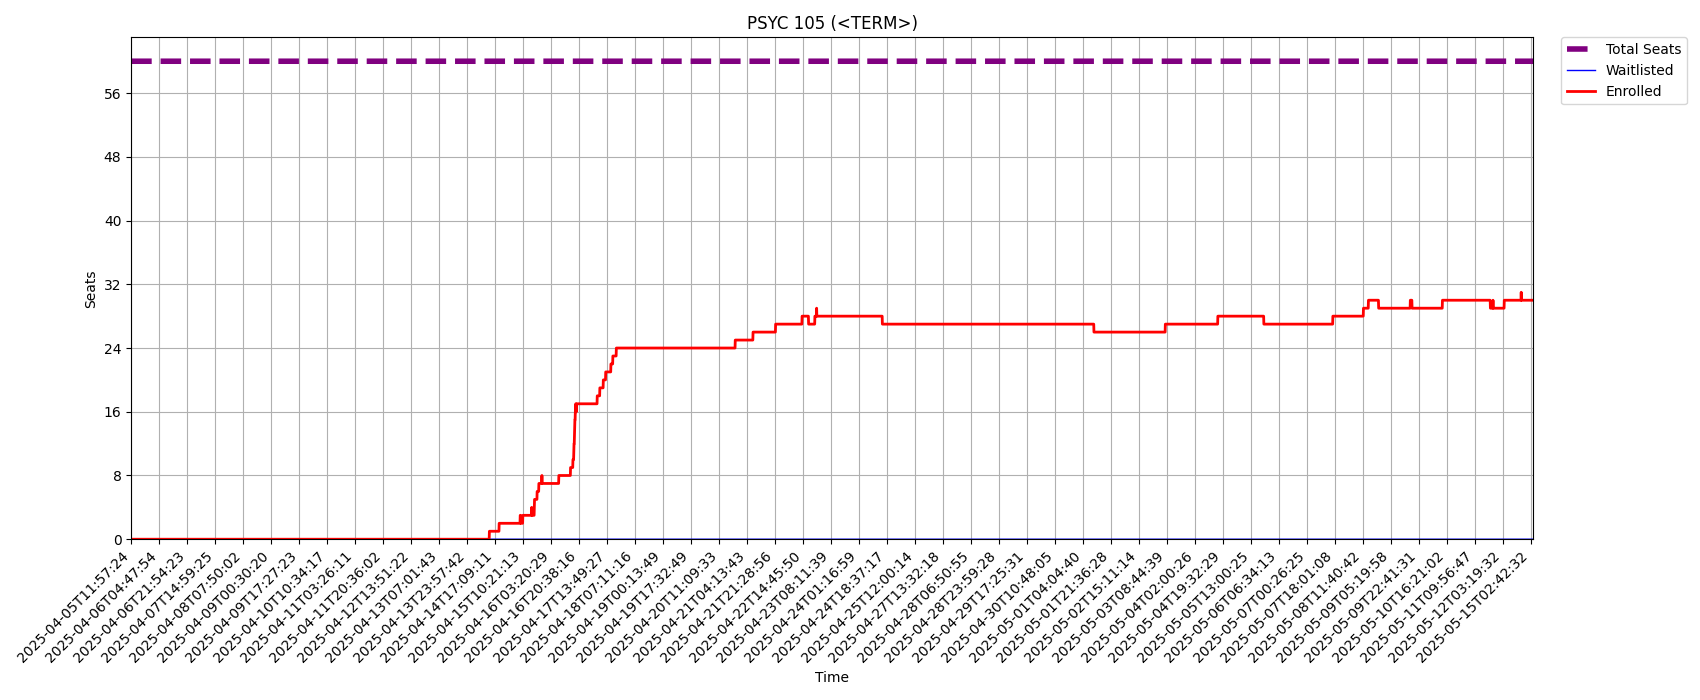 PSYC 105 (<TERM>)
Total Seats
Waitlisted
Enrolled
Seats
56
48
40
32
24
16
8
0
2025-04-05T11:57:24
2025-04-06T04:47:54
2025-04-06T21:54:23
2025-04-07T14:59:25
2025-04-08T07:50:02
2025-04-09T00:30:20
2025-04-09T17:27:23
2025-04-10T10:34:17
2025-04-11T03:26:11
2025-04-11T20:36:02
2025-04-12T13:51:22
2025-04-13T07:01:43
2025-04-13T23:57:42
2025-04-14T17:09:11
2025-04-15T10:21:13
2025-04-16T03:20:29
2025-04-16T20:38:16
2025-04-17T13:49:27
2025-04-18T07:11:16
2025-04-19T00:13:49
2025-04-19T17:32:49
2025-04-20T11:09:33
2025-04-21T04:13:43
2025-04-21T21:28:56
2025-04-22T14:45:50
2025-04-23T08:11:39
2025-04-24T01:16:59
2025-04-24T18:37:17
2025-04-25T12:00:14
2025-04-27T13:32:18
2025-04-28T06:50:55
2025-04-28T23:59:28
2025-04-29T17:25:31
2025-04-30T10:48:05
2025-05-01T04:04:40
2025-05-01T21:36:28
2025-05-02T15:11:14
2025-05-03T08:44:39
2025-05-04T02:00:26
2025-05-04T19:32:29
2025-05-05T13:00:25
2025-05-06T06:34:13
2025-05-07T00:26:25
2025-05-07T18:01:08
2025-05-08T11:40:42
2025-05-09T05:19:58
2025-05-09T22:41:31
2025-05-10T16:21:02
2025-05-11T09:56:47
2025-05-12T03:19:32
2025-05-15T02:42:32
Time